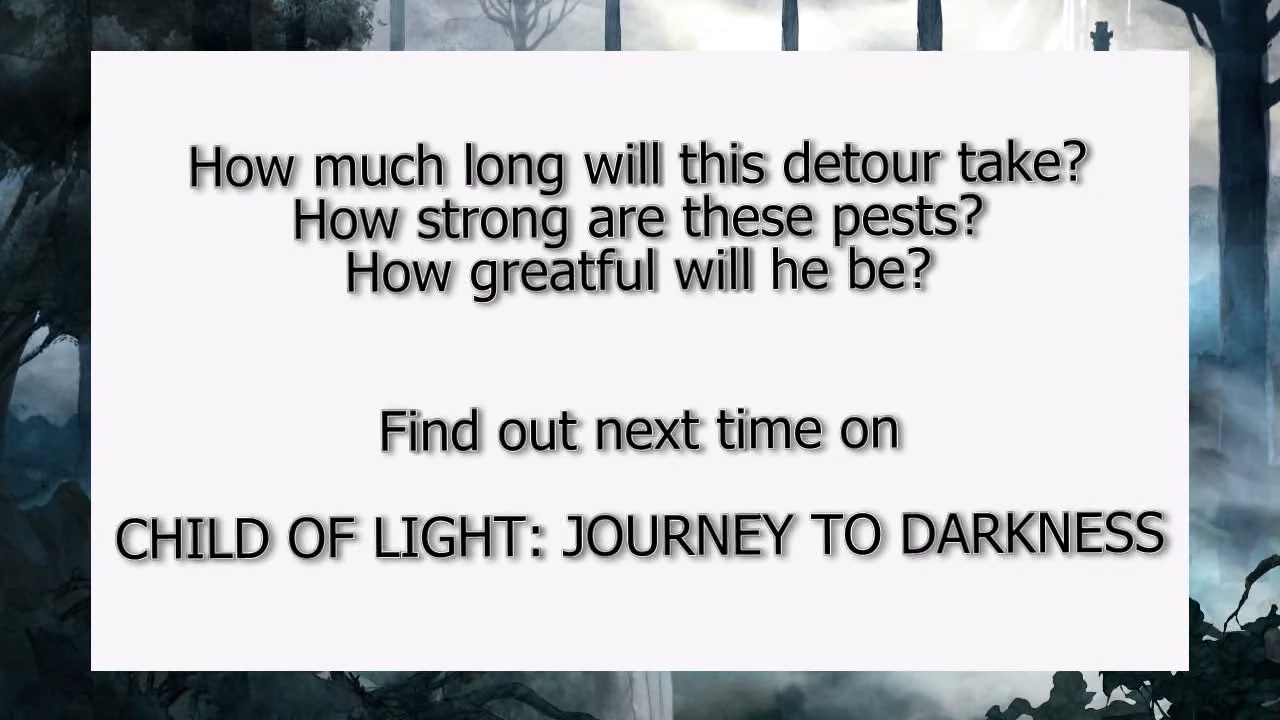 How much long will this detour take?
How strong are these pests?
How greatful will he be?
Find out next time on
CHILD OF LIGHT: JOURNEY TO DARKNESS